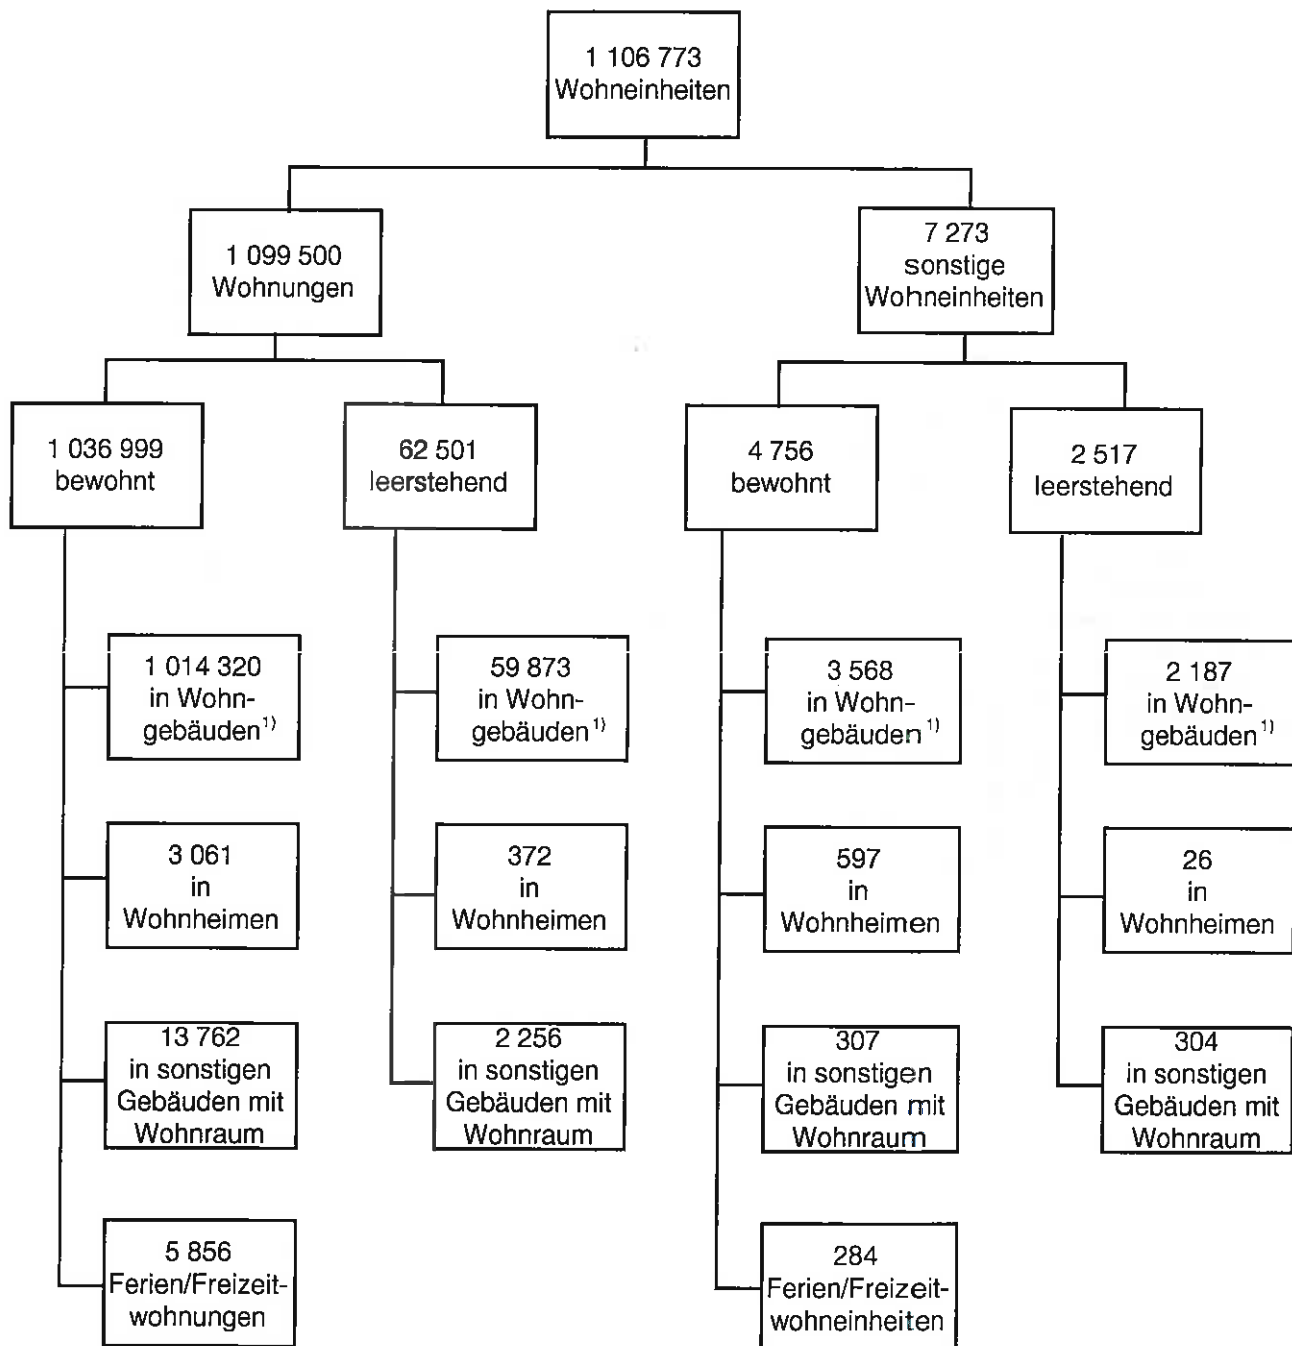 1 106 773
Wohneinheiten
1 099 500
Wohnungen
7 273
sonstige
Wohneinheiten
1 036 999
bewohnt
62 501
leerstehend
4 756
bewohnt
2 517
leerstehend
1 014 320
in Wohn-
gebäuden¹⁾
59 873
in Wohn-
gebäuden¹⁾
3 568
in Wohn-
gebäuden¹⁾
2 187
in Wohn-
gebäuden¹⁾
3 061
in
Wohnheimen
372
in
Wohnheimen
597
in
Wohnheimen
26
in
Wohnheimen
13 762
in sonstigen
Gebäuden mit
Wohnraum
2 256
in sonstigen
Gebäuden mit
Wohnraum
307
in sonstigen
Gebäuden mit
Wohnraum
304
in sonstigen
Gebäuden mit
Wohnraum
5 856
Ferien/Freizeit-
wohnungen
284
Ferien/Freizeit-
wohneinheiten